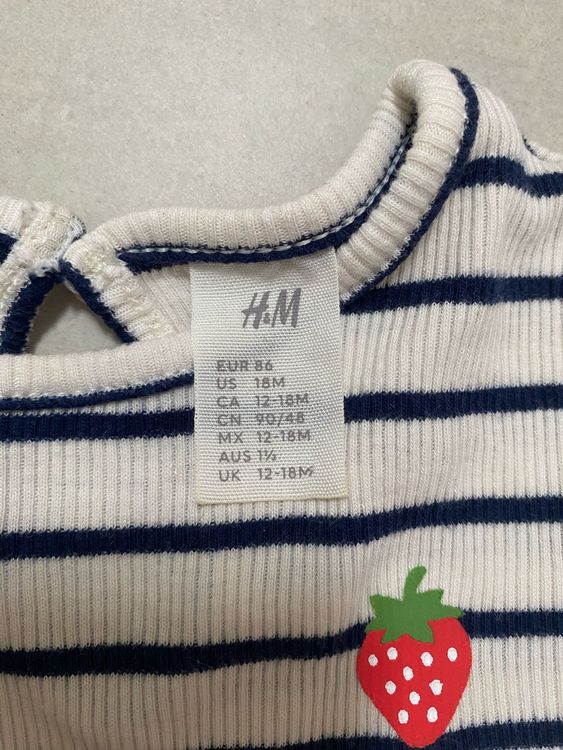 H&M
EUR 86
US 18M
CA 12-18M
CN 90/48
MX 12-18M
AUS 1½
UK 12-18M